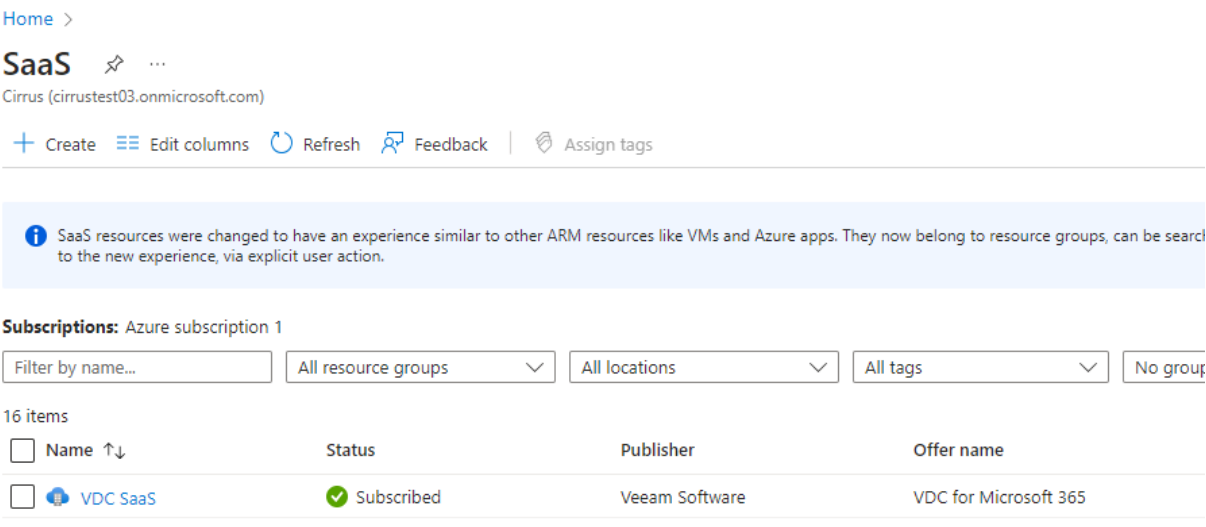 Home >
SaaS ...
Cirrus (cirrustest03.onmicrosoft.com)
+ Create Edit columns Refresh Feedback | Assign tags
SaaS resources were changed to have an experience similar to other ARM resources like VMs and Azure apps. They now belong to resource groups, can be search
to the new experience, via explicit user action.
Subscriptions: Azure subscription 1
Filter by name... All resource groups All locations All tags No group
16 items
Name ↑↓ Status Publisher Offer name
VDC SaaS Subscribed Veeam Software VDC for Microsoft 365